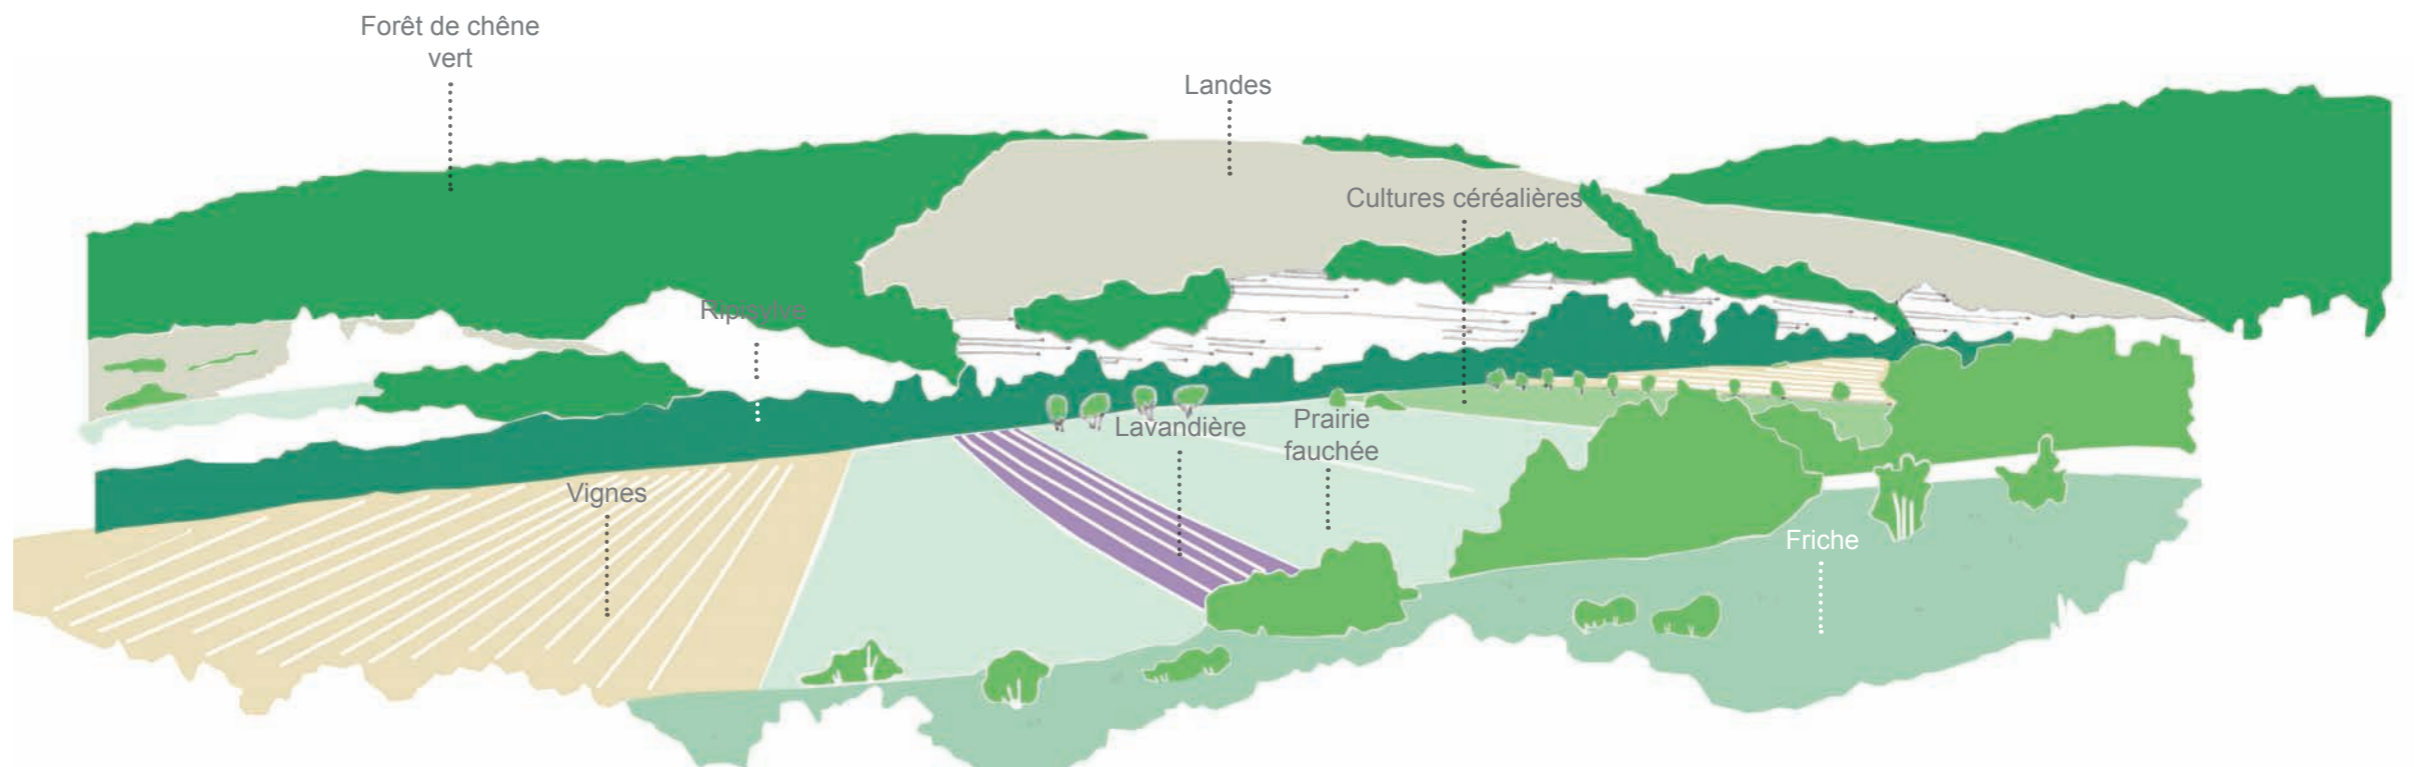 Forêt de chêne
vert
Landes
Cultures céréalières
Ripisylve
Lavandière
Prairie
fauchée
Vignes
Friche